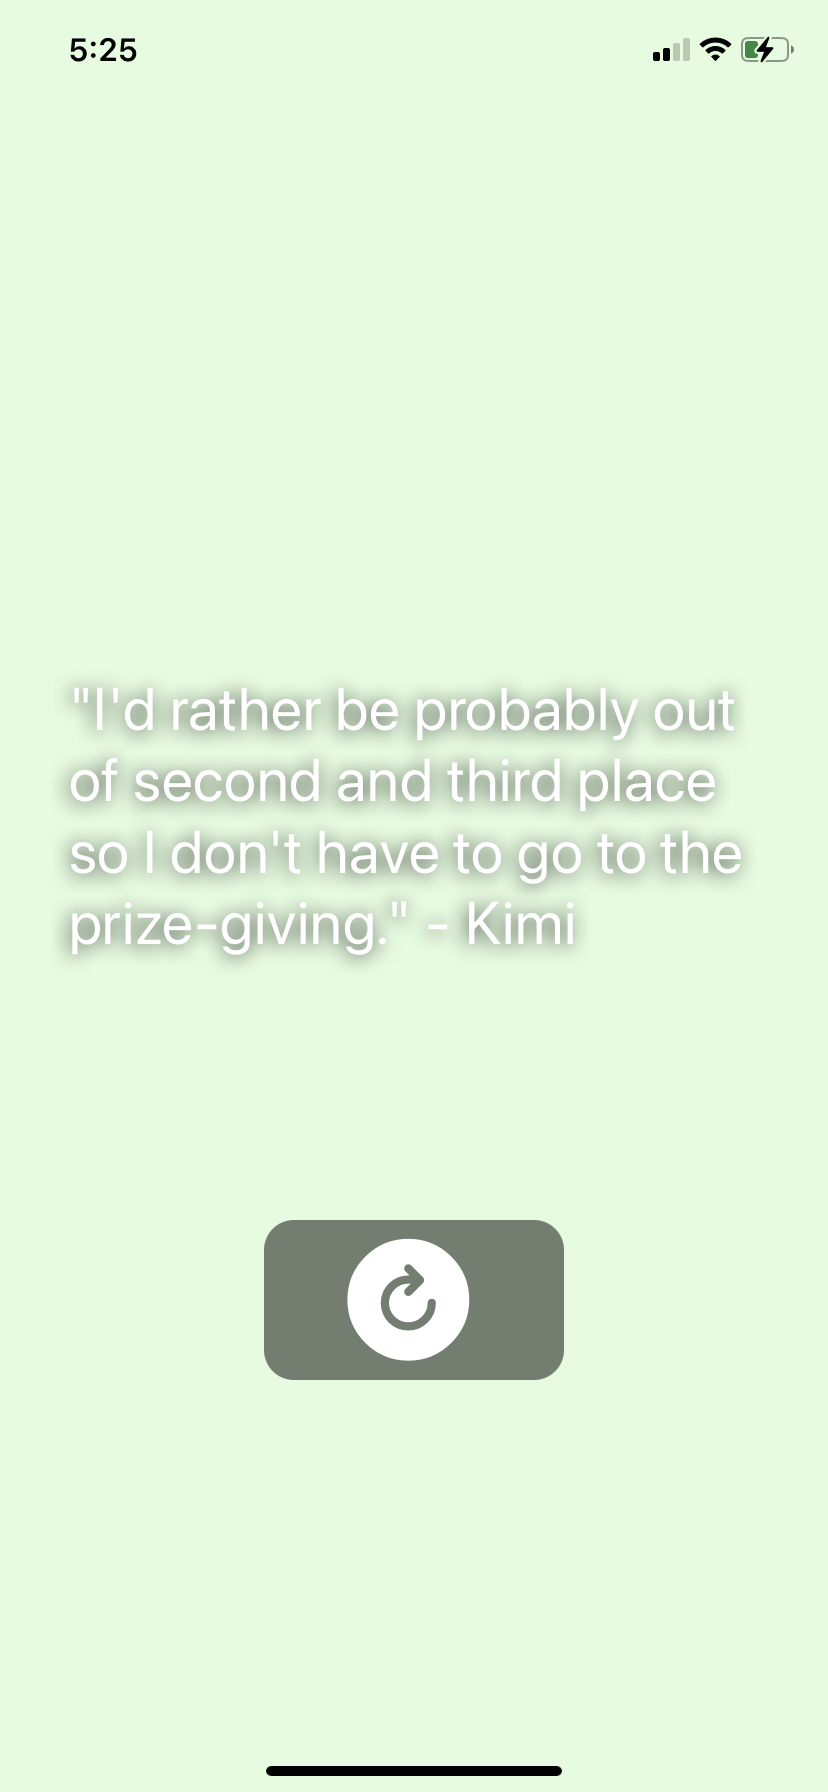 5:25
"I'd rather be probably out
of second and third place
so I don't have to go to the
prize-giving." - Kimi